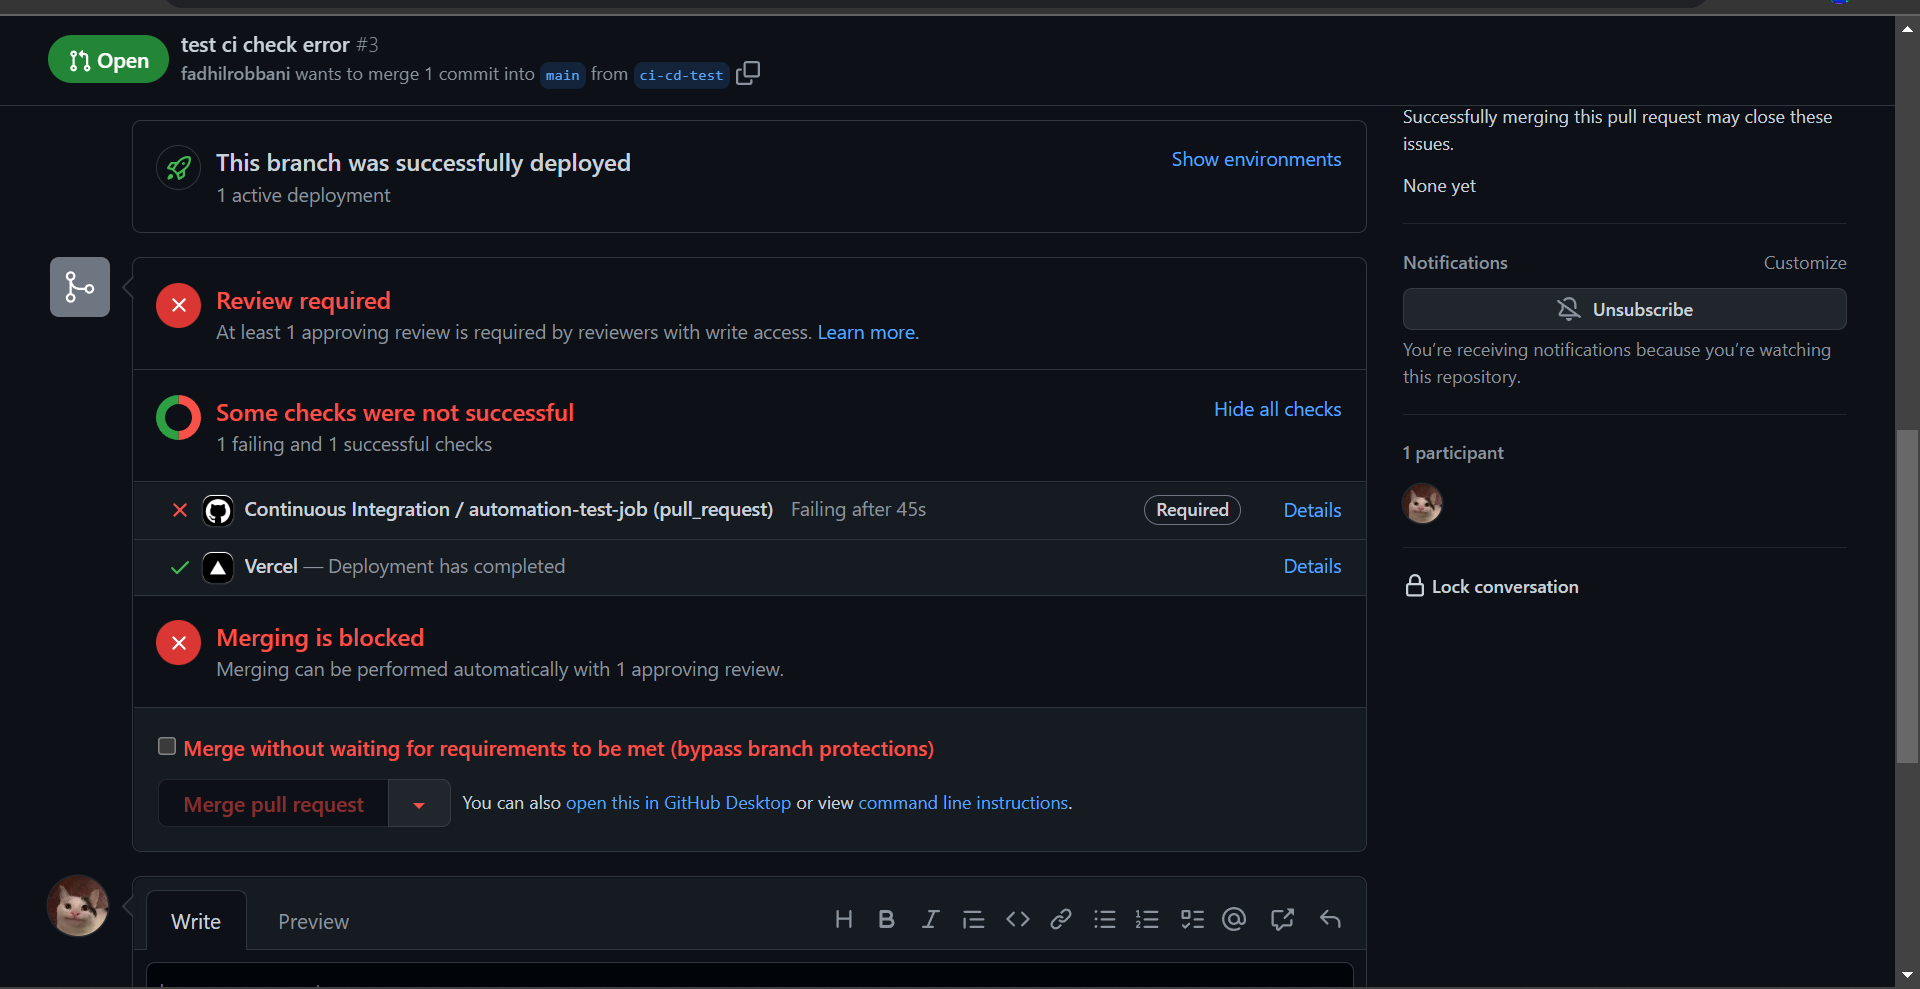 Open
test ci check error #3
fadhilrobbani wants to merge 1 commit into main from ci-cd-test
This branch was successfully deployed
1 active deployment
Show environments
Review required
At least 1 approving review is required by reviewers with write access. Learn more.
Some checks were not successful
1 failing and 1 successful checks
Hide all checks
Continuous Integration / automation-test-job (pull_request) Failing after 45s
Required
Details
Vercel — Deployment has completed
Details
Merging is blocked
Merging can be performed automatically with 1 approving review.
Merge without waiting for requirements to be met (bypass branch protections)
Merge pull request
You can also open this in GitHub Desktop or view command line instructions.
Write
Preview
Successfully merging this pull request may close these
issues.
None yet
Notifications
Customize
Unsubscribe
You’re receiving notifications because you’re watching
this repository.
1 participant
Lock conversation